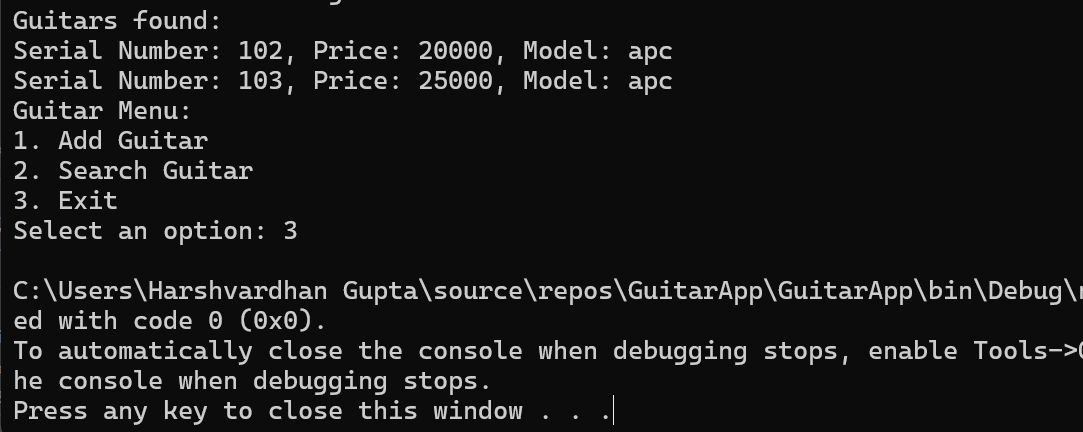 Guitars found:
Serial Number: 102, Price: 20000, Model: apc
Serial Number: 103, Price: 25000, Model: apc
Guitar Menu:
1. Add Guitar
2. Search Guitar
3. Exit
Select an option: 3
C:\Users\Harshvardhan Gupta\source\repos\GuitarApp\GuitarApp\bin\Debug\
ed with code 0 (0x0).
To automatically close the console when debugging stops, enable Tools->
he console when debugging stops.
Press any key to close this window . . .